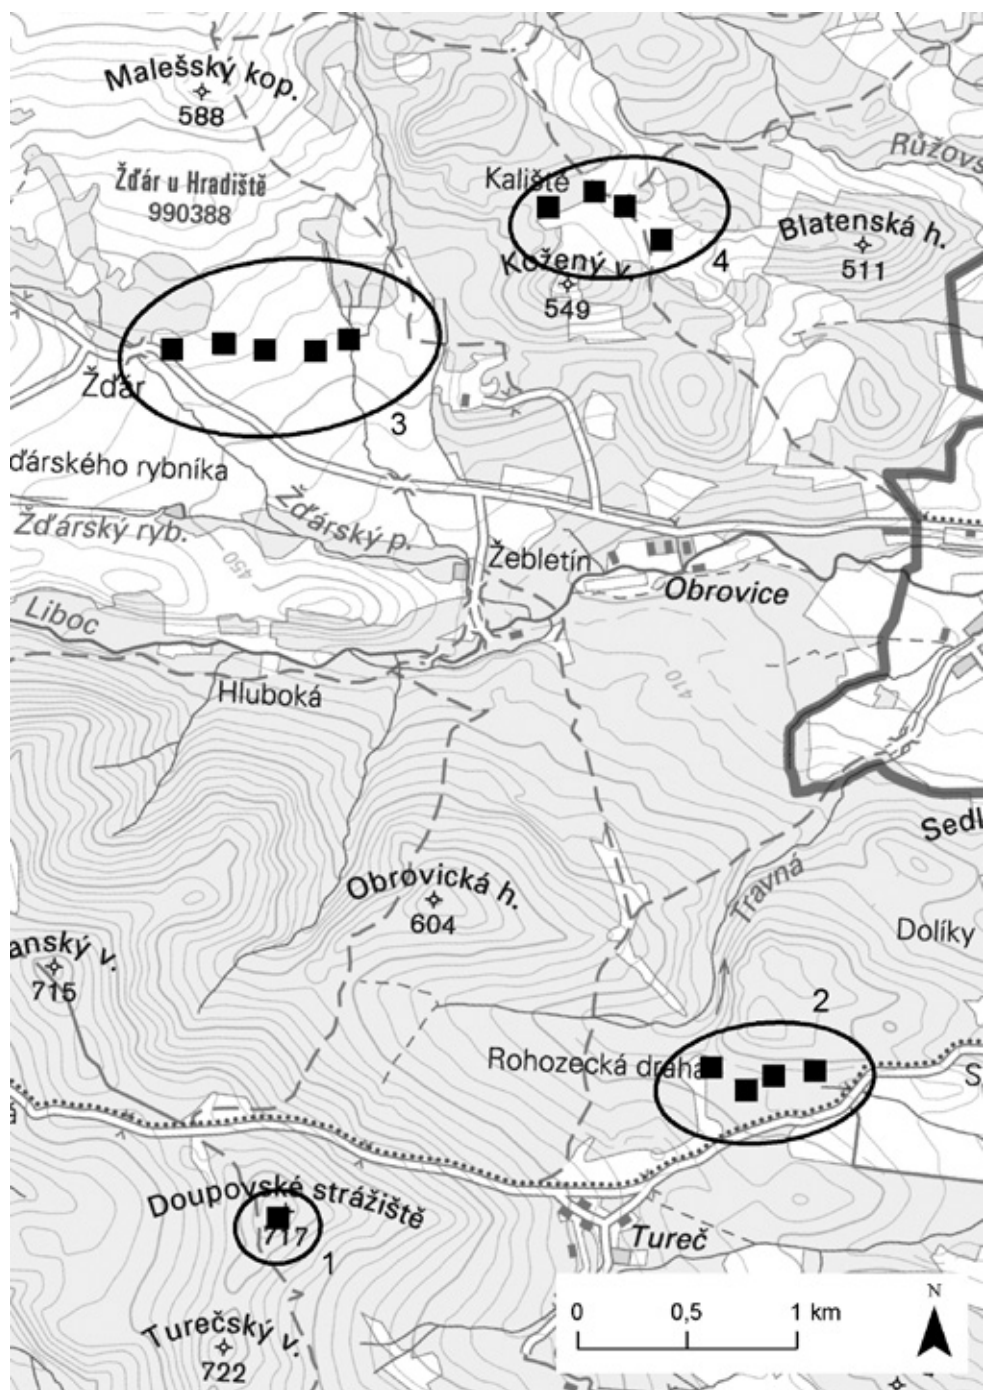 Malešský kop.
588
Růžovs
Žďár u Hradiště
990388
Kaliště
Blatenská h.
511
4
Kožený v.
549
Žďár
3
ďárského rybníka
Žďárský ryb.
Žďárský p.
450
Žebletín
Obrovice
Liboc
Hluboká
410
Sedl
Obrovická h.
604
Travná
Dolíky
anský v.
715
2
Rohozecká draha
S
á
Doupovské strážiště
717
1
Tureč
Turečský v.
722
0
0,5
1 km
N